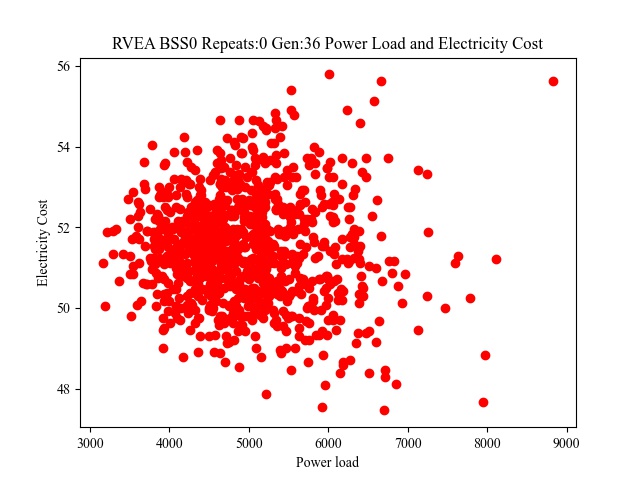 RVEA BSS0 Repeats:0 Gen:36 Power Load and Electricity Cost
56
54
52
50
48
Electricity Cost
3000 4000 5000 6000 7000 8000 9000
Power load